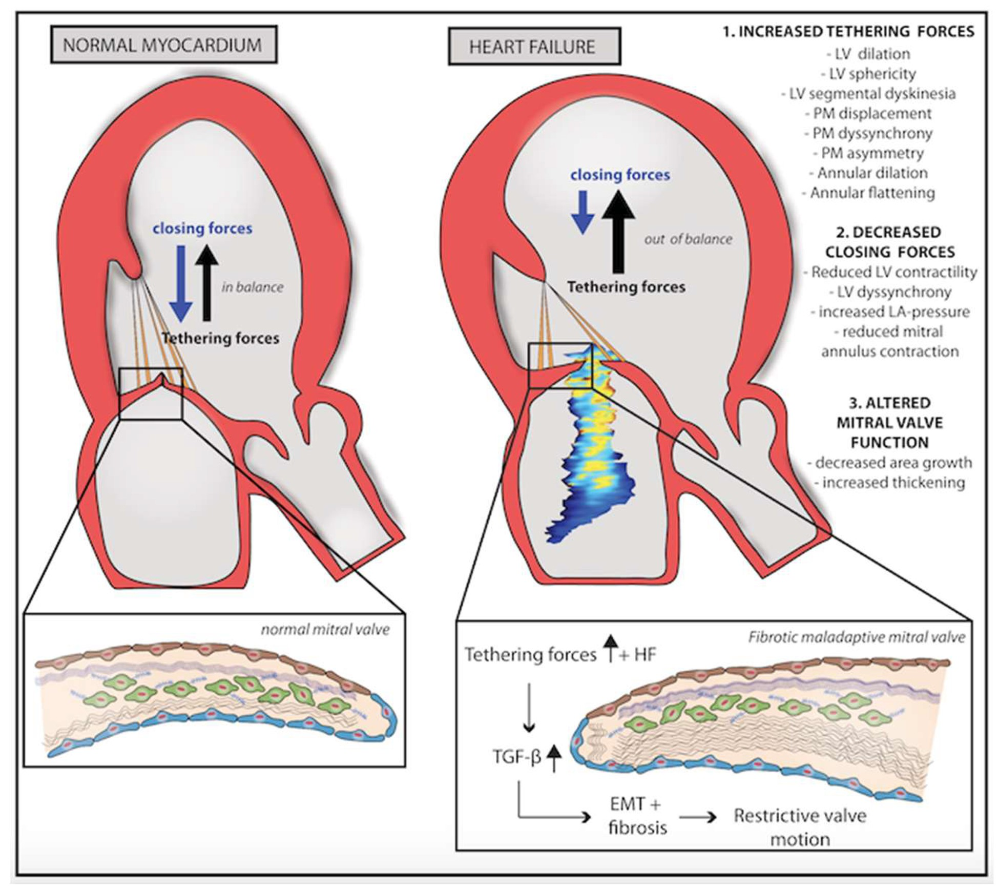 NORMAL MYOCARDIUM
closing forces
in balance
Tethering forces
normal mitral valve
HEART FAILURE
closing forces
out of balance
Tethering forces
1. INCREASED TETHERING FORCES
- LV dilation
- LV sphericity
- LV segmental dyskinesia
- PM displacement
- PM dyssynchrony
- PM asymmetry
- Annular dilation
- Annular flattening
2. DECREASED
CLOSING FORCES
- Reduced LV contractility
- LV dyssynchrony
- increased LA-pressure
- reduced mitral
annulus contraction
3. ALTERED
MITRAL VALVE
FUNCTION
- decreased area growth
- increased thickening
Fibrotic maladaptive mitral valve
Tethering forces + HF
TGF-β
EMT +
fibrosis
Restrictive valve
motion